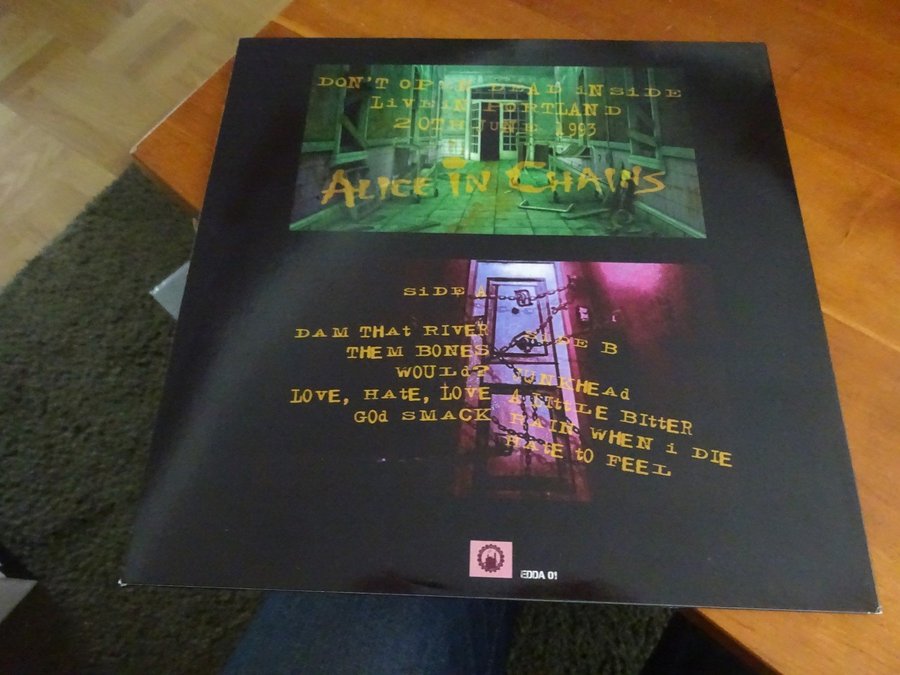 DON'T OPEN DEAD iNSiDE
LiVE iN PORTLAND
20TH JUNE 1993
ALICE IN CHAINS
SiDE A
DAM THAt RIVER
THEM BONES
WOULd?
LOVE, HAtE, LOVE
GOd SMACK
SiDE B
JUNKHEAd
A LittLE BIttER
RAIN WHEN i DIE
HAtE tO FEEL
EDDA 01